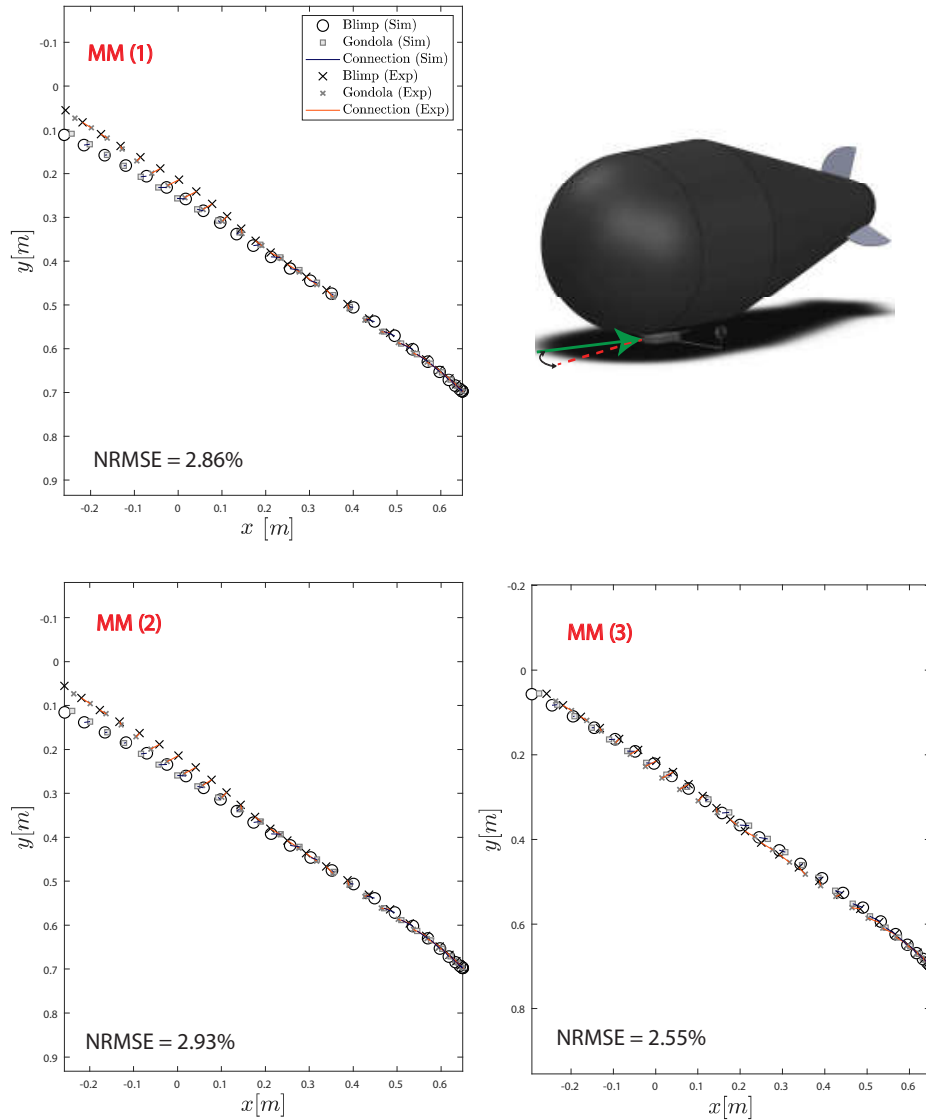 MM (1)
Blimp (Sim)
Gondola (Sim)
Connection (Sim)
Blimp (Exp)
Gondola (Exp)
Connection (Exp)
-0.1
0
0.1
0.2
0.3
0.4
0.5
0.6
0.7
0.8
0.9
y[m]
NRMSE = 2.86%
-0.2 -0.1 0 0.1 0.2 0.3 0.4 0.5 0.6
x [m]
MM (2)
-0.1
0
0.1
0.2
0.3
0.4
0.5
0.6
0.7
0.8
0.9
y[m]
NRMSE = 2.93%
-0.2 -0.1 0 0.1 0.2 0.3 0.4 0.5 0.6
x[m]
MM (3)
-0.2
0
0.2
0.4
0.6
0.8
y[m]
NRMSE = 2.55%
-0.2 -0.1 0 0.1 0.2 0.3 0.4 0.5 0.6
x[m]